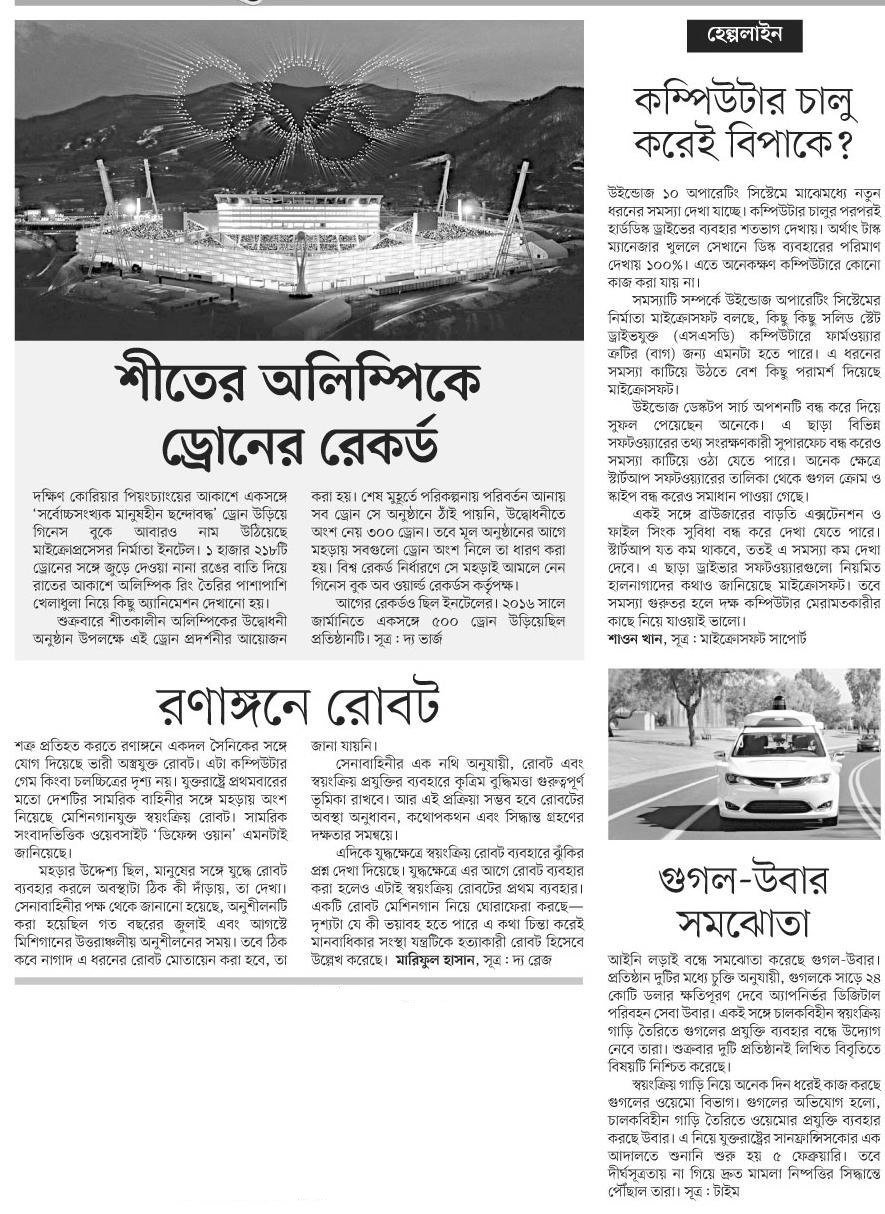 শীতের অলিম্পিকে
ড্রোনের রেকর্ড
দক্ষিণ কোরিয়ার পিয়ংচ্যাংয়ের আকাশে একসঙ্গে
‘সর্বোচ্চসংখ্যক মানুষহীন ছন্দোবদ্ধ’ ড্রোন উড়িয়ে
গিনেস বুকে আবারও নাম উঠিয়েছে
মাইক্রোপ্রসেসর নির্মাতা ইনটেল। ১ হাজার ২১৮টি
ড্রোনের সঙ্গে জুড়ে দেওয়া নানা রঙের বাতি দিয়ে
রাতের আকাশে অলিম্পিক রিং তৈরির পাশাপাশি
খেলাধুলা নিয়ে কিছু অ্যানিমেশন দেখানো হয়।
শুক্রবারে শীতকালীন অলিম্পিকের উদ্বোধনী
অনুষ্ঠান উপলক্ষে এই ড্রোন প্রদর্শনীর আয়োজন
করা হয়। শেষ মুহূর্তে পরিকল্পনায় পরিবর্তন আনায়
সব ড্রোন সে অনুষ্ঠানে ঠাঁই পায়নি, উদ্বোধনীতে
অংশ নেয় ৩০০ ড্রোন। তবে মূল অনুষ্ঠানের আগে
মহড়ায় সবগুলো ড্রোন অংশ নিলে তা ধারণ করা
হয়। বিশ্ব রেকর্ড নির্ধারণে সে মহড়াই আমলে নেন
গিনেস বুক অব ওয়ার্ল্ড রেকর্ডস কর্তৃপক্ষ।
আগের রেকর্ডও ছিল ইনটেলের। ২০১৬ সালে
জার্মানিতে একসঙ্গে ৫০০ ড্রোন উড়িয়েছিল
প্রতিষ্ঠানটি। সূত্র : দ্য ভার্জ
রণাঙ্গনে রোবট
শত্রু প্রতিহত করতে রণাঙ্গনে একদল সৈনিকের সঙ্গে
যোগ দিয়েছে ভারী অস্ত্রযুক্ত রোবট। এটা কম্পিউটার
গেম কিংবা চলচ্চিত্রের দৃশ্য নয়। যুক্তরাষ্ট্রে প্রথমবারের
মতো দেশটির সামরিক বাহিনীর সঙ্গে মহড়ায় অংশ
নিয়েছে মেশিনগানযুক্ত স্বয়ংক্রিয় রোবট। সামরিক
সংবাদভিত্তিক ওয়েবসাইট ‘ডিফেন্স ওয়ান’ এমনটাই
জানিয়েছে।
মহড়ার উদ্দেশ্য ছিল, মানুষের সঙ্গে যুদ্ধে রোবট
ব্যবহার করলে অবস্থাটা ঠিক কী দাঁড়ায়, তা দেখা।
সেনাবাহিনীর পক্ষ থেকে জানানো হয়েছে, অনুশীলনটি
করা হয়েছিল গত বছরের জুলাই এবং আগস্টে
মিশিগানের উত্তরাঞ্চলীয় অনুশীলনের সময়। তবে ঠিক
কবে নাগাদ এ ধরনের রোবট মোতায়েন করা হবে, তা
জানা যায়নি।
সেনাবাহিনীর এক নথি অনুযায়ী, রোবট এবং
স্বয়ংক্রিয় প্রযুক্তির ব্যবহারে কৃত্রিম বুদ্ধিমত্তা গুরুত্বপূর্ণ
ভূমিকা রাখবে। আর এই প্রক্রিয়া সম্ভব হবে রোবটের
অবস্থা অনুধাবন, কথোপকথন এবং সিদ্ধান্ত গ্রহণের
দক্ষতার সমন্বয়ে।
এদিকে যুদ্ধক্ষেত্রে স্বয়ংক্রিয় রোবট ব্যবহারে ঝুঁকির
প্রশ্ন দেখা দিয়েছে। যুদ্ধক্ষেত্রে এর আগে রোবট ব্যবহার
করা হলেও এটাই স্বয়ংক্রিয় রোবটের প্রথম ব্যবহার।
একটি রোবট মেশিনগান নিয়ে ঘোরাফেরা করছে—
দৃশ্যটা যে কী ভয়াবহ হতে পারে এ কথা চিন্তা করেই
মানবাধিকার সংস্থা যন্ত্রটিকে হত্যাকারী রোবট হিসেবে
উল্লেখ করেছে। মারিফুল হাসান, সূত্র : দ্য ব্লেজ
হেল্পলাইন
কম্পিউটার চালু
করেই বিপাকে?
উইন্ডোজ ১০ অপারেটিং সিস্টেমে মাঝেমধ্যে নতুন
ধরনের সমস্যা দেখা যাচ্ছে। কম্পিউটার চালুর পরপরই
হার্ডডিস্ক ড্রাইভের ব্যবহার শতভাগ দেখায়। অর্থাৎ টাস্ক
ম্যানেজার খুললে সেখানে ডিস্ক ব্যবহারের পরিমাণ
দেখায় ১০০%। এতে অনেকক্ষণ কম্পিউটারে কোনো
কাজ করা যায় না।
সমস্যাটি সম্পর্কে উইন্ডোজ অপারেটিং সিস্টেমের
নির্মাতা মাইক্রোসফট বলছে, কিছু কিছু সলিড স্টেট
ড্রাইভযুক্ত (এসএসডি) কম্পিউটারে ফার্মওয়্যার
ত্রুটির (বাগ) জন্য এমনটা হতে পারে। এ ধরনের
সমস্যা কাটিয়ে উঠতে বেশ কিছু পরামর্শ দিয়েছে
মাইক্রোসফট।
উইন্ডোজ ডেস্কটপ সার্চ অপশনটি বন্ধ করে দিয়ে
সুফল পেয়েছেন অনেকে। এ ছাড়া বিভিন্ন
সফটওয়্যারের তথ্য সংরক্ষণকারী সুপারফেচ বন্ধ করেও
সমস্যা কাটিয়ে ওঠা যেতে পারে। অনেক ক্ষেত্রে
স্টার্টআপ সফটওয়্যারের তালিকা থেকে গুগল ক্রোম ও
স্কাইপ বন্ধ করেও সমাধান পাওয়া গেছে।
একই সঙ্গে ব্রাউজারের বাড়তি এক্সটেনশন ও
ফাইল সিংক সুবিধা বন্ধ করে দেখা যেতে পারে।
স্টার্টআপ যত কম থাকবে, ততই এ সমস্যা কম দেখা
দেবে। এ ছাড়া ড্রাইভার সফটওয়্যারগুলো নিয়মিত
হালনাগাদের কথাও জানিয়েছে মাইক্রোসফট। তবে
সমস্যা গুরুতর হলে দক্ষ কম্পিউটার মেরামতকারীর
কাছে নিয়ে যাওয়াই ভালো।
শাওন খান, সূত্র : মাইক্রোসফট সাপোর্ট
গুগল-উবার
সমঝোতা
আইনি লড়াই বন্ধে সমঝোতা করেছে গুগল-উবার।
প্রতিষ্ঠান দুটির মধ্যে চুক্তি অনুযায়ী, গুগলকে সাড়ে ২৪
কোটি ডলার ক্ষতিপূরণ দেবে অ্যাপনির্ভর ডিজিটাল
পরিবহন সেবা উবার। একই সঙ্গে চালকবিহীন স্বয়ংক্রিয়
গাড়ি তৈরিতে গুগলের প্রযুক্তি ব্যবহার বন্ধে উদ্যোগ
নেবে তারা। শুক্রবার দুটি প্রতিষ্ঠানই লিখিত বিবৃতিতে
বিষয়টি নিশ্চিত করেছে।
স্বয়ংক্রিয় গাড়ি নিয়ে অনেক দিন ধরেই কাজ করছে
গুগলের ওয়েমো বিভাগ। গুগলের অভিযোগ হলো,
চালকবিহীন গাড়ি তৈরিতে ওয়েমোর প্রযুক্তি ব্যবহার
করছে উবার। এ নিয়ে যুক্তরাষ্ট্রের সানফ্রান্সিসকোর এক
আদালতে শুনানি শুরু হয় ৫ ফেব্রুয়ারি। তবে
দীর্ঘসূত্রতায় না গিয়ে দ্রুত মামলা নিষ্পত্তির সিদ্ধান্তে
পৌঁছাল তারা। সূত্র : টাইম